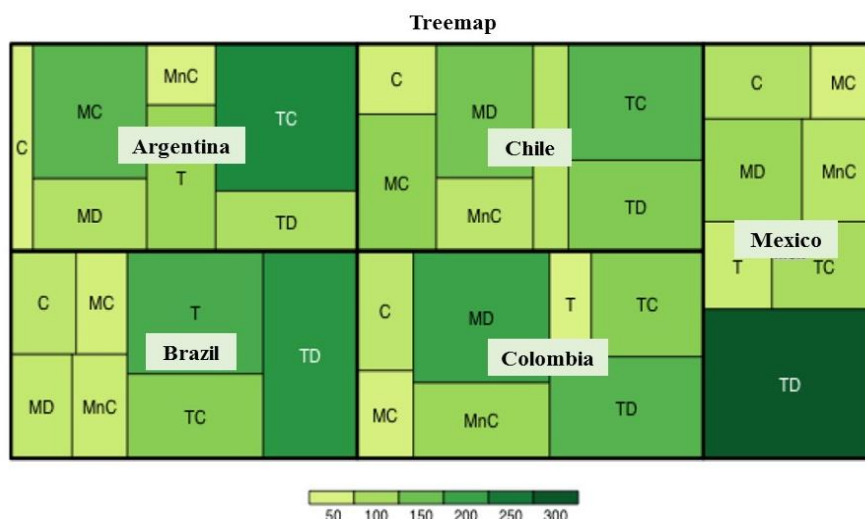 Treemap
C
MC
MD
MnC
T
TC
TD
Argentina
C
MC
MD
MnC
TC
TD
Chile
C
MC
MD
MnC
T
TC
TD
Mexico
C
MC
MD
MnC
T
TC
TD
Brazil
C
MC
MD
MnC
T
TC
TD
Colombia
50 100 150 200 250 300